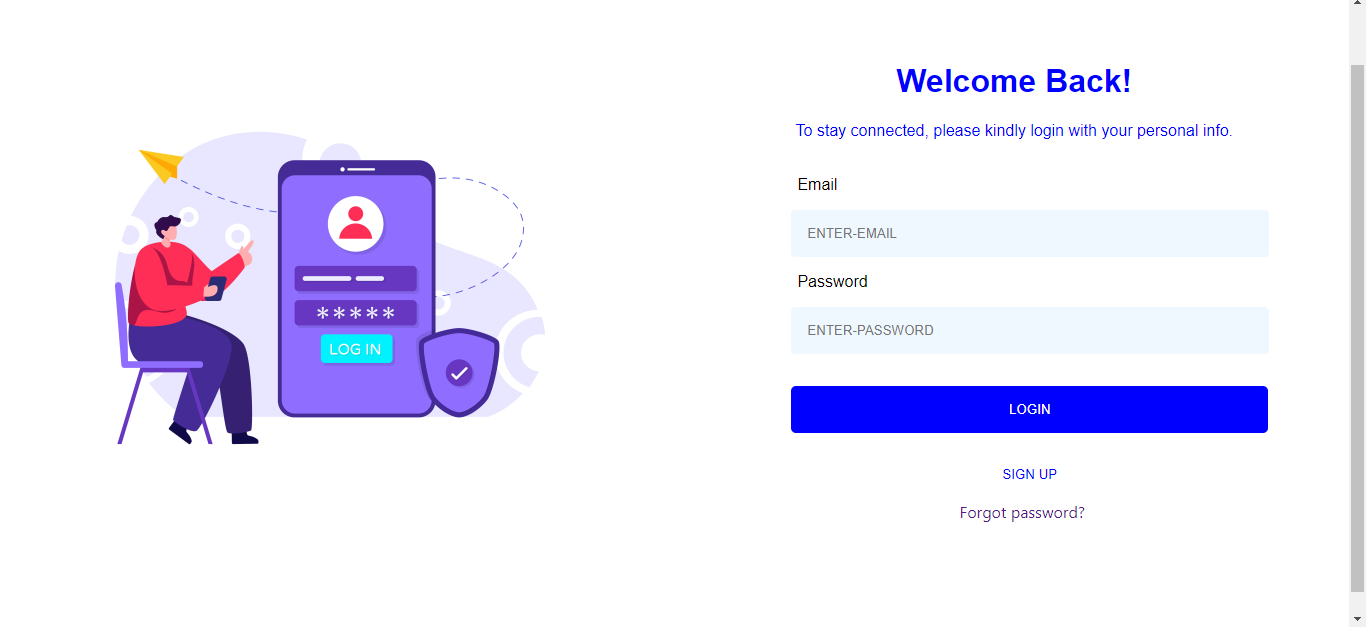 Welcome Back!
To stay connected, please kindly login with your personal info.
Email
ENTER-EMAIL
Password
ENTER-PASSWORD
LOGIN
SIGN UP
Forgot password?
*****
LOG IN